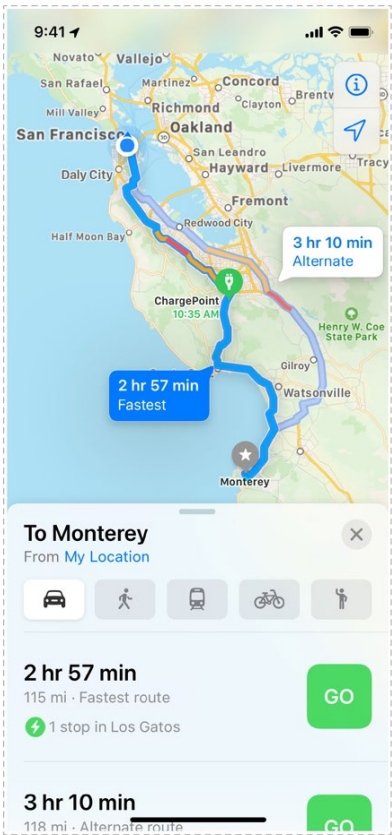 9:41
Novato
Vallejo
San Rafael
Martinez
Concord
Brentw
Mill Valley
Richmond
Clayton
San Francisco
Oakland
San Leandro
Daly City
Hayward
Livermore
Tracy
Fremont
Redwood City
Half Moon Bay
3 hr 10 min
Alternate
ChargePoint
10:35 AM
Henry W. Coe
State Park
2 hr 57 min
Fastest
Gilroy
Watsonville
Monterey
To Monterey
From My Location
2 hr 57 min
115 mi · Fastest route
GO
1 stop in Los Gatos
3 hr 10 min
118 mi · Alternate route
GO